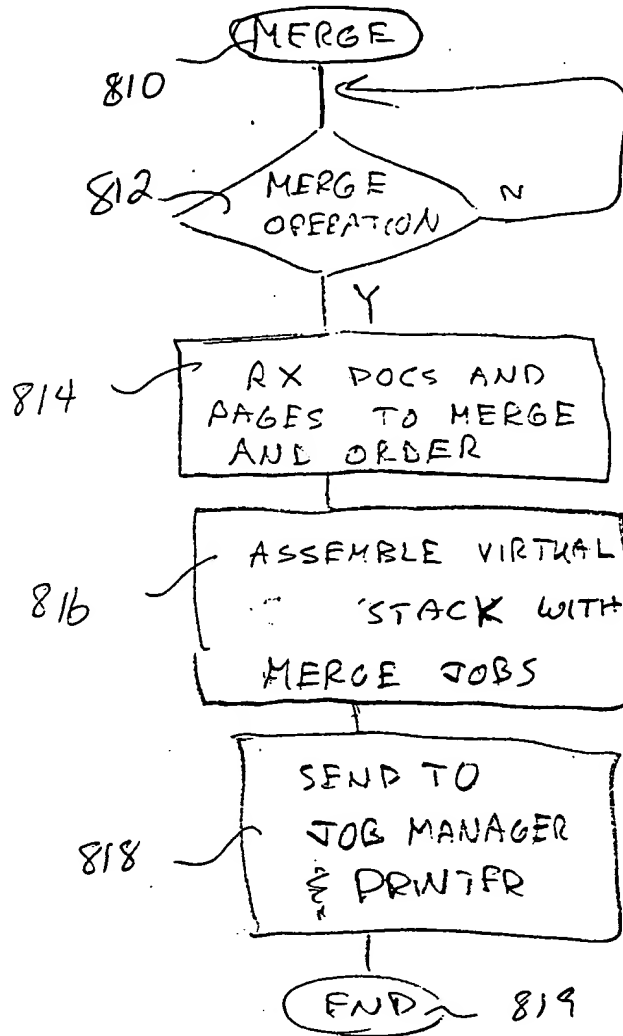 MERGE
810
812
MERGE
OPERATION
N
Y
814
RX DOCS AND
PAGES TO MERGE
AND ORDER
816
ASSEMBLE VIRTUAL
STACK WITH
MERGE JOBS
818
SEND TO
JOB MANAGER
& PRINTER
END
819